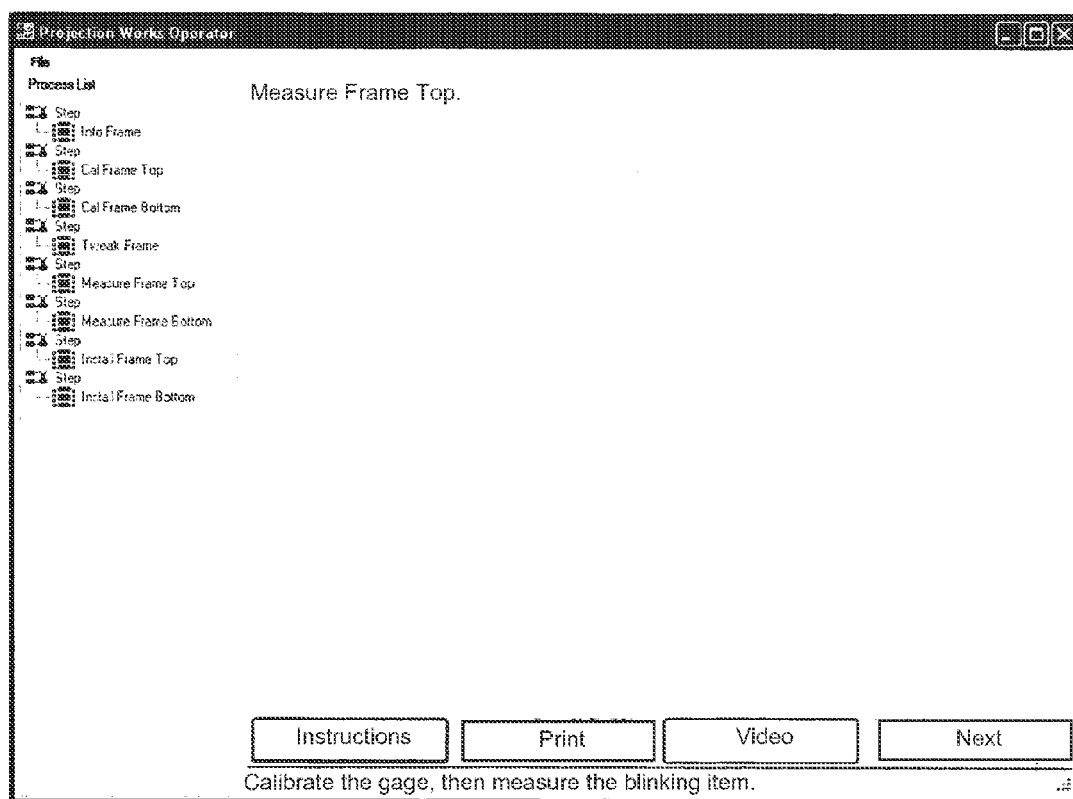 Projection Works Operator
File
Process List
Step
Info Frame
Step
Cal Frame Top
Step
Cal Frame Bottom
Step
Tweak Frame
Step
Measure Frame Top
Step
Measure Frame Bottom
Step
Install Frame Top
Step
Install Frame Bottom
Measure Frame Top.
Instructions Print Video Next
Calibrate the gage, then measure the blinking item.